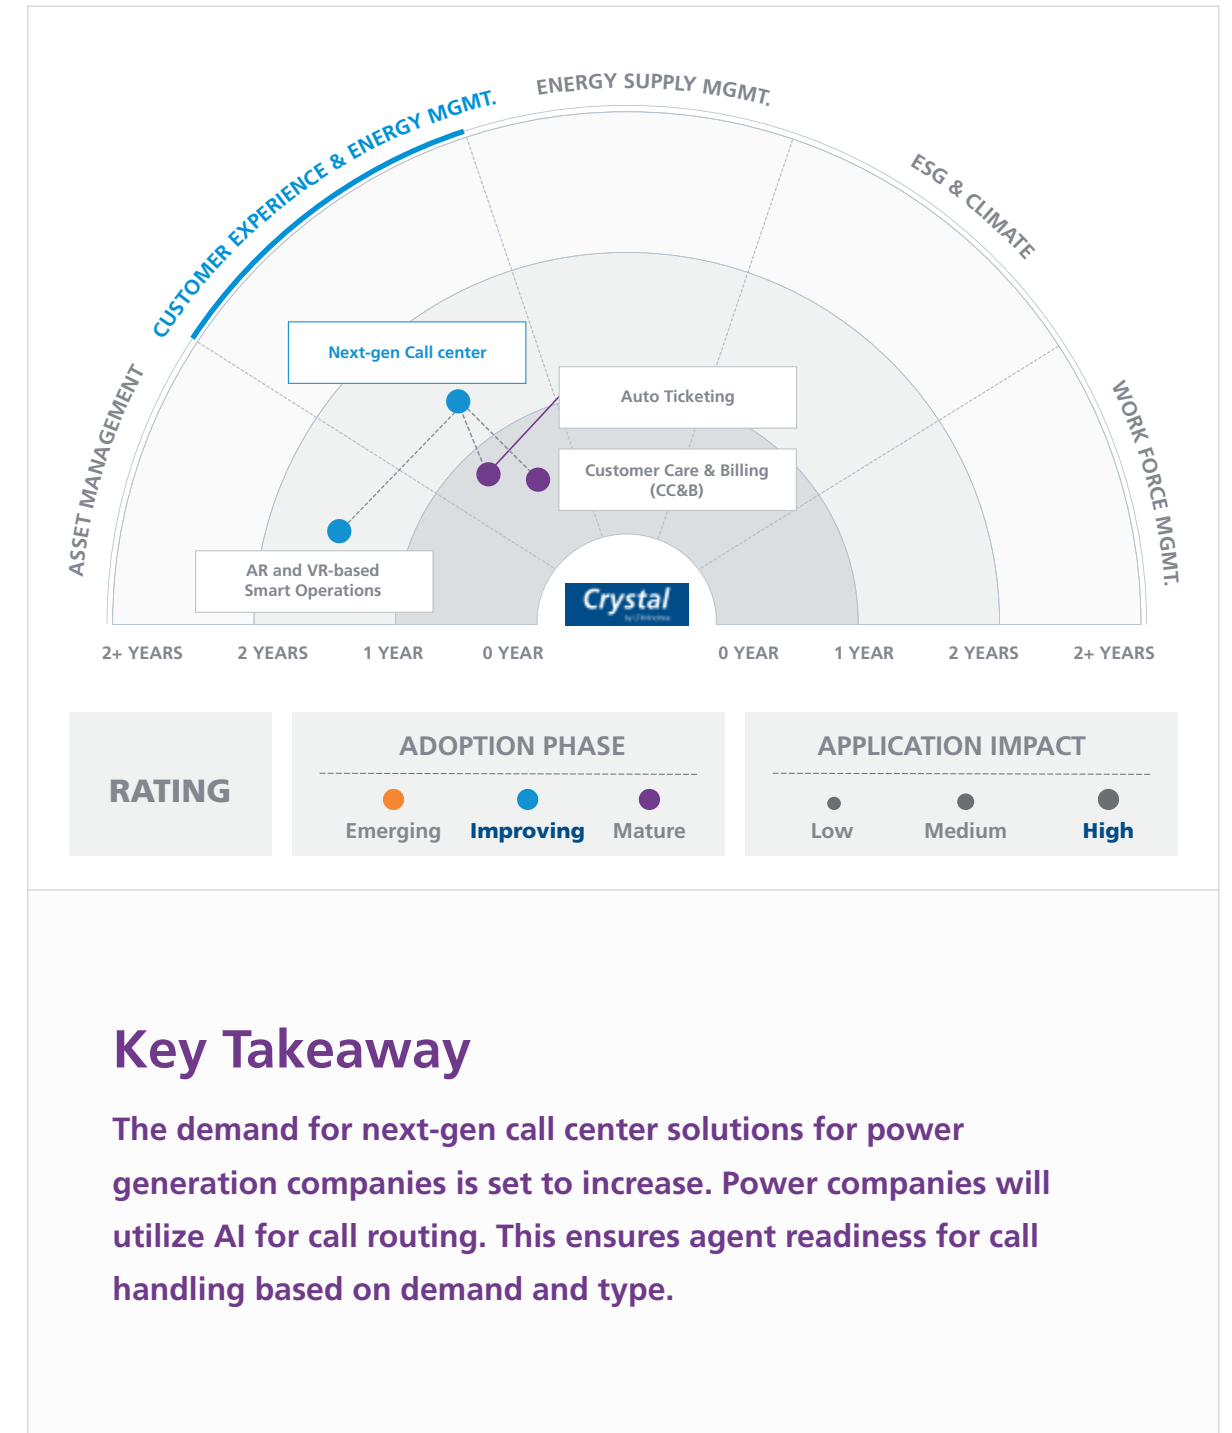 ENERGY SUPPLY MGMT.
CUSTOMER EXPERIENCE & ENERGY MGMT.
ESG & CLIMATE
ASSET MANAGEMENT
WORK FORCE MGMT.
Next-gen Call center
Auto Ticketing
Customer Care & Billing
(CC&B)
AR and VR-based
Smart Operations
Crystal
2+ YEARS 2 YEARS 1 YEAR 0 YEAR 0 YEAR 1 YEAR 2 YEARS 2+ YEARS
RATING
ADOPTION PHASE
Emerging Improving Mature
APPLICATION IMPACT
Low Medium High
Key Takeaway
The demand for next-gen call center solutions for power
generation companies is set to increase. Power companies will
utilize AI for call routing. This ensures agent readiness for call
handling based on demand and type.